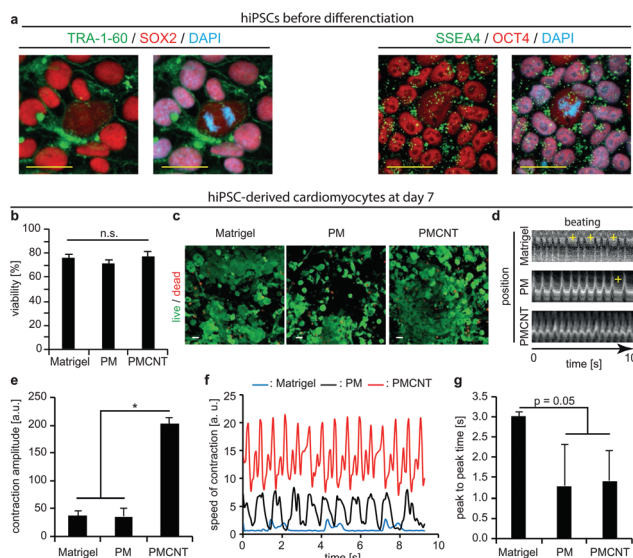 hiPSCs before differenctiation
a
TRA-1-60 / SOX2 / DAPI
SSEA4 / OCT4 / DAPI
hiPSC-derived cardiomyocytes at day 7
b
n.s.
viability [%]
100
80
60
40
20
0
Matrigel PM PMCNT
c
Matrigel PM PMCNT
live / dead
d
beating
position
Matrigel
PM
PMCNT
0 10
time [s]
e
contraction amplitude [a.u.]
250
200
150
100
50
0
*
Matrigel PM PMCNT
f
—: Matrigel —: PM —: PMCNT
speed of contraction [a. u.]
25
20
15
10
5
0
0 2 4 6 8 10
time [s]
g
p = 0.05
peak to peak time [s]
3.5
3.0
2.5
2.0
1.5
1.0
0.5
0
Matrigel PM PMCNT